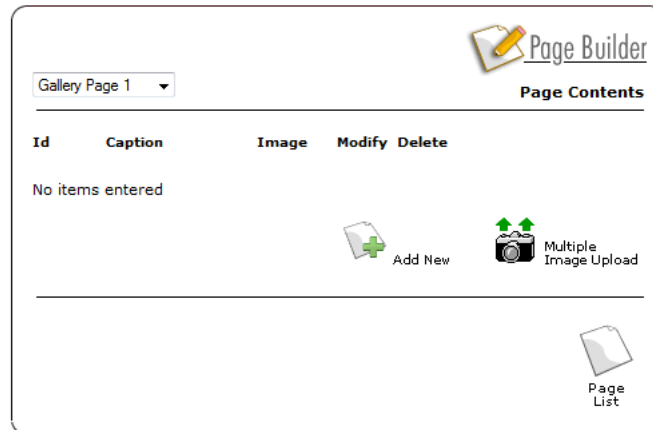 Page Builder
Gallery Page 1
Page Contents
Id Caption Image Modify Delete
No items entered
Add New
Multiple
Image Upload
Page
List